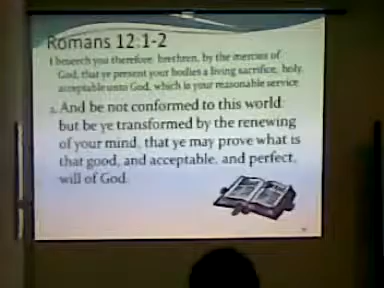 Romans 12:1-2
I beseech you therefore, brethren, by the mercies of
God, that ye present your bodies a living sacrifice, holy,
acceptable unto God, which is your reasonable service
2. And be not conformed to this world:
but be ye transformed by the renewing
of your mind, that ye may prove what is
that good, and acceptable, and perfect,
will of God.